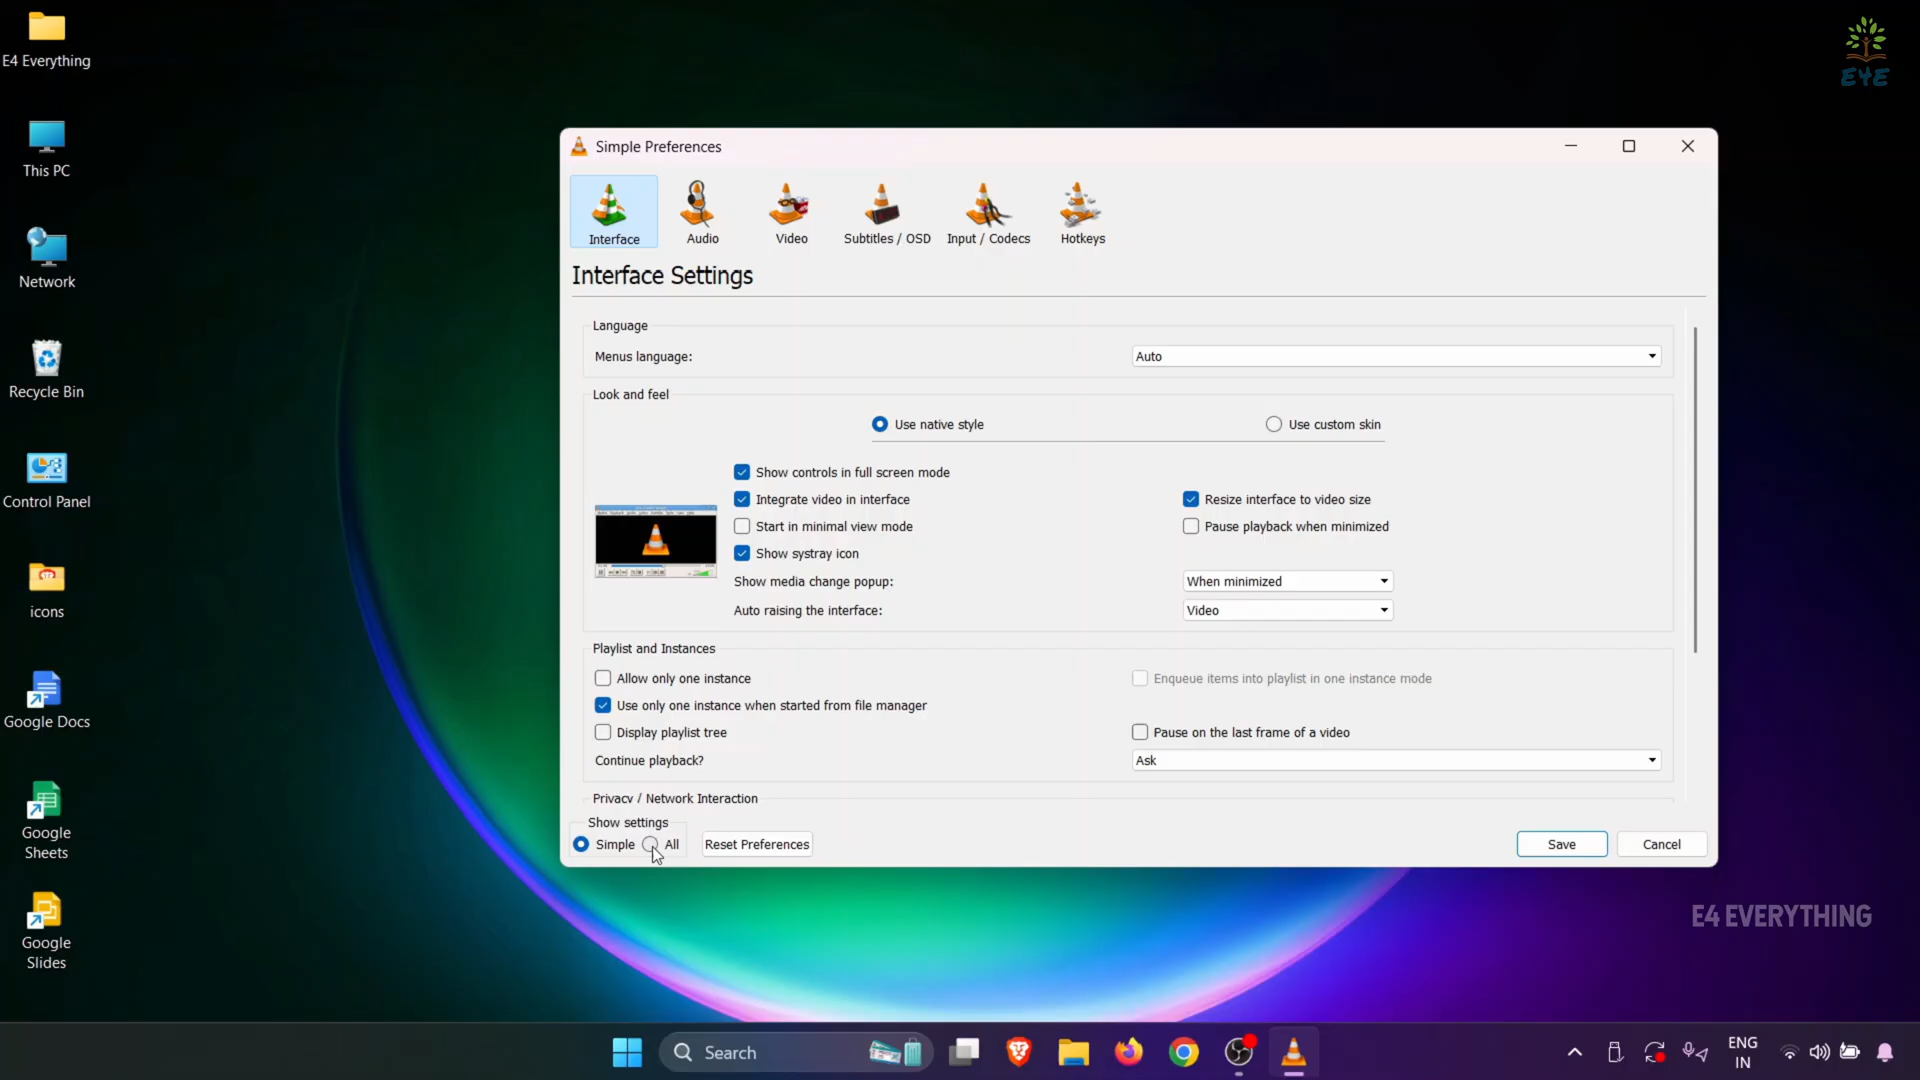 E4 Everything
This PC
Network
Recycle Bin
Control Panel
icons
Google Docs
Google
Sheets
Google
Slides
EYE
Simple Preferences
Interface
Audio
Video
Subtitles / OSD
Input / Codecs
Hotkeys
Interface Settings
Language
Menus language:
Auto
Look and feel
Use native style
Use custom skin
Show controls in full screen mode
Integrate video in interface
Resize interface to video size
Start in minimal view mode
Pause playback when minimized
Show systray icon
Show media change popup:
When minimized
Auto raising the interface:
Video
Playlist and Instances
Allow only one instance
Enqueue items into playlist in one instance mode
Use only one instance when started from file manager
Display playlist tree
Pause on the last frame of a video
Continue playback?
Ask
Privacy / Network Interaction
Show settings
Simple
All
Reset Preferences
Save
Cancel
E4 EVERYTHING
Search
ENG
IN